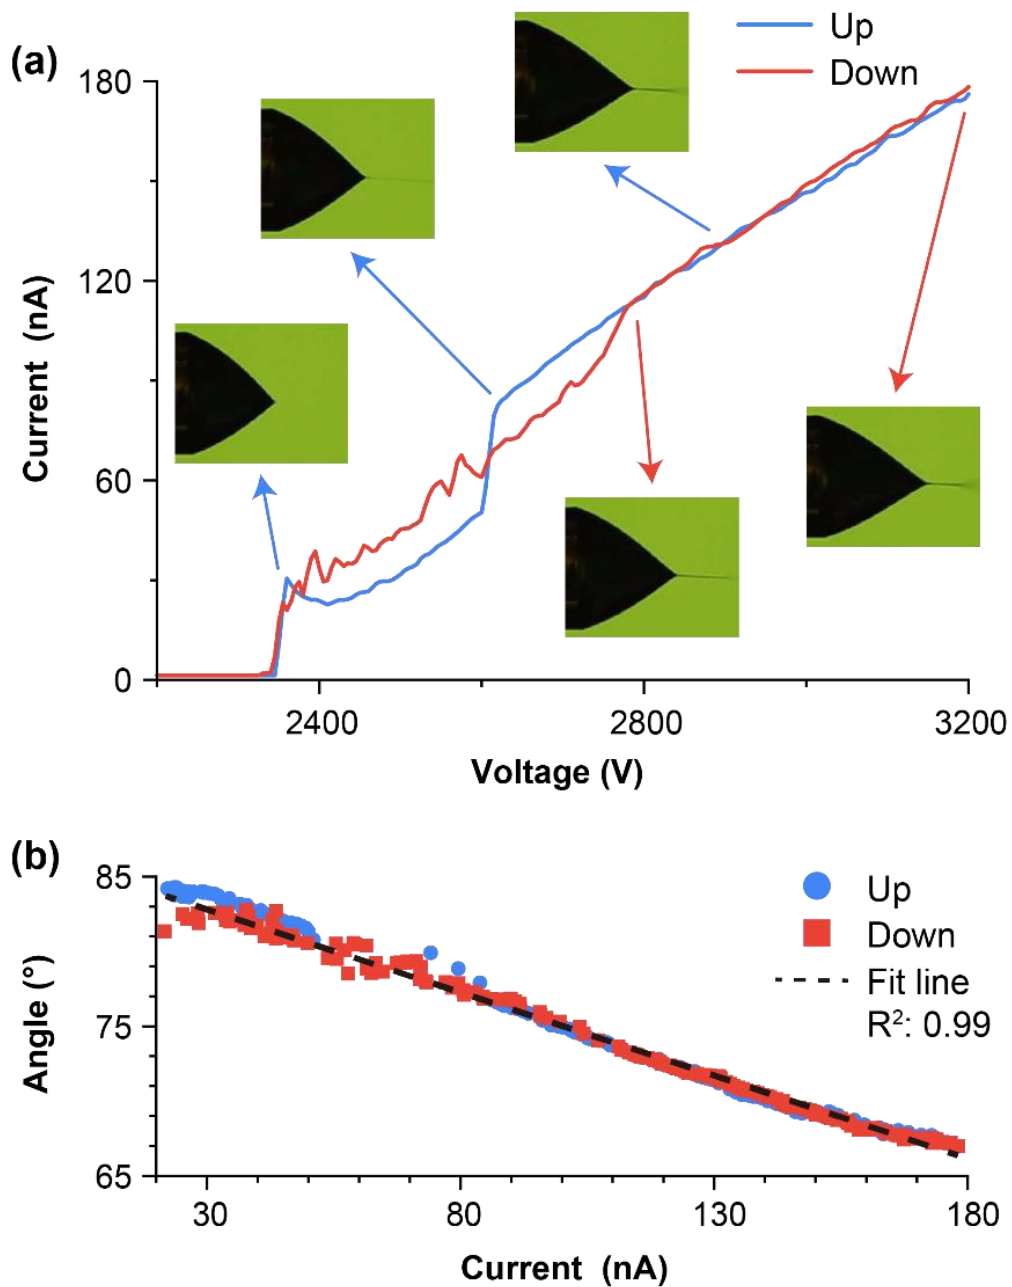 (a)
Up
Down
180
120
60
0
Current (nA)
2400
2800
3200
Voltage (V)
(b)
85
75
65
Angle (°)
Up
Down
Fit line
R²: 0.99
30
80
130
180
Current (nA)